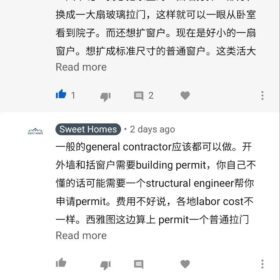 换成一大扇玻璃拉门，这样就可以一眼从卧室
看到院子。而还想扩窗户。现在是好小的一扇
窗户。想扩成标准尺寸的普通窗户。这类活大
Read more
1
2
Sweet Homes • 2 days ago
一般的general contractor应该都可以做。开
外墙和括窗户需要building permit，你自己不
懂的话可能需要一个structural engineer帮你
申请permit。费用不好说，各地labor cost不
一样。西雅图这边算上 permit一个普通拉门
Read more